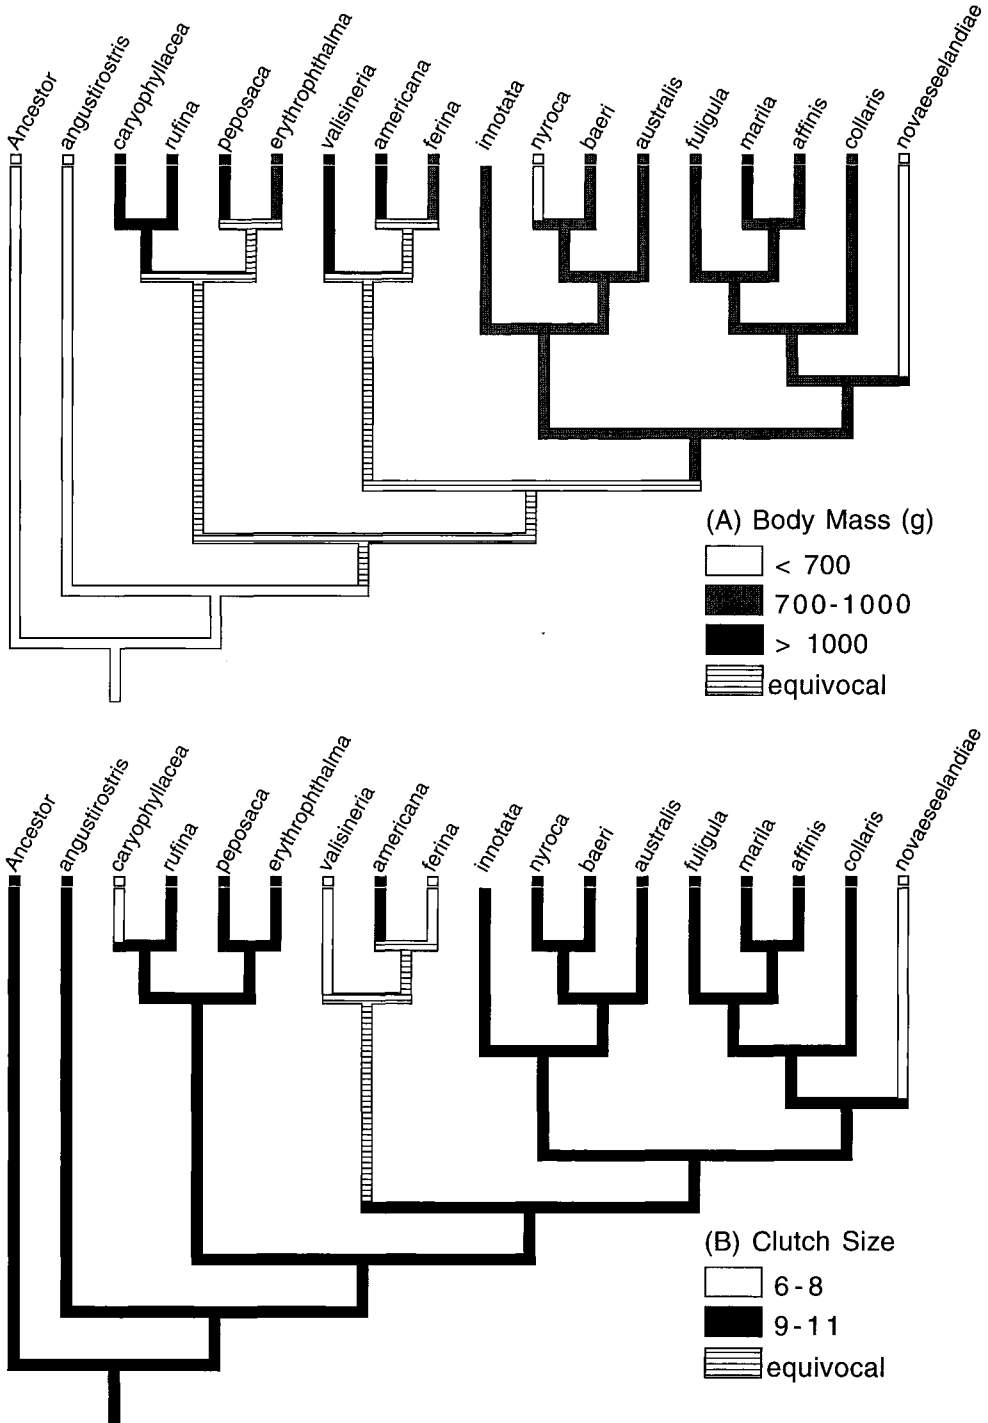 Ancestor
angustirostris
caryophyllacea
rufina
peposaca
erythrophthalma
valisineria
americana
ferina
innotata
nyroca
baeri
australis
fuligula
marila
affinis
collaris
novaeseelandiae
(A) Body Mass (g)
< 700
700-1000
> 1000
equivocal
Ancestor
angustirostris
caryophyllacea
rufina
peposaca
erythrophthalma
valisineria
americana
ferina
innotata
nyroca
baeri
australis
fuligula
marila
affinis
collaris
novaeseelandiae
(B) Clutch Size
6-8
9-11
equivocal